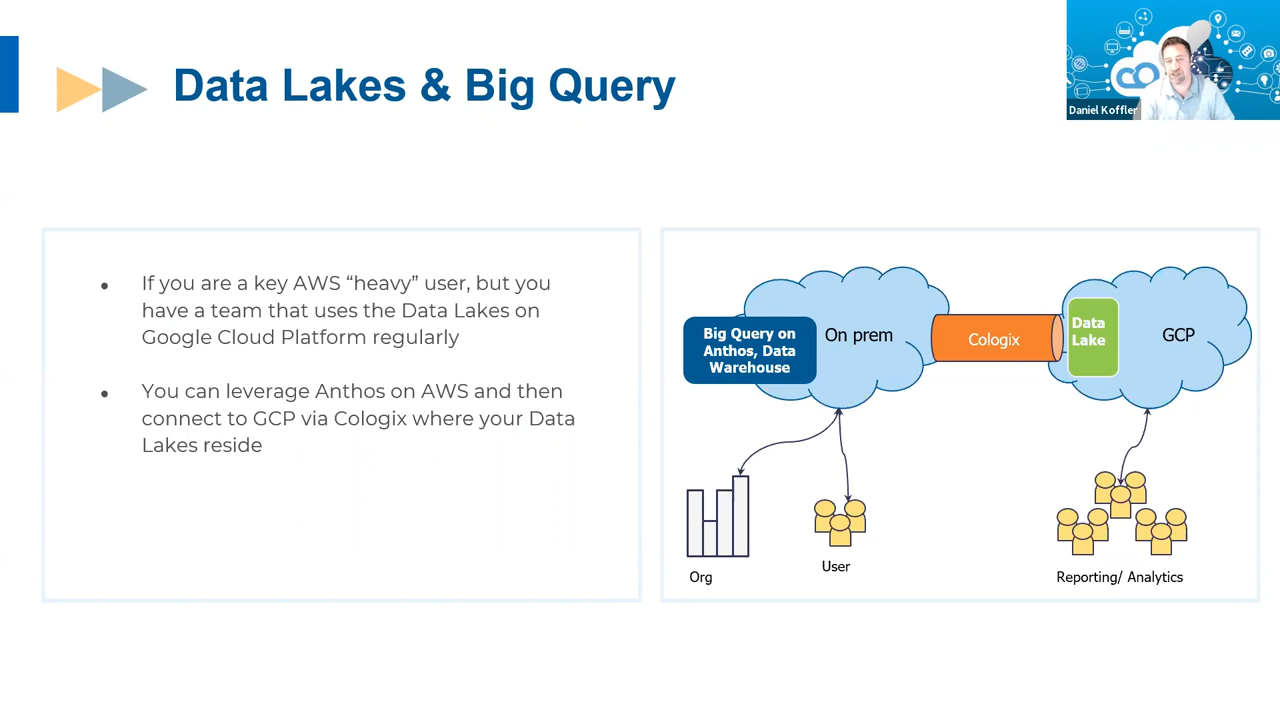 Data Lakes & Big Query
Daniel Koffler
If you are a key AWS “heavy” user, but you
have a team that uses the Data Lakes on
Google Cloud Platform regularly
You can leverage Anthos on AWS and then
connect to GCP via Cologix where your Data
Lakes reside
Big Query on
Anthos, Data
Warehouse
On prem
Cologix
Data
Lake
GCP
Org
User
Reporting/ Analytics